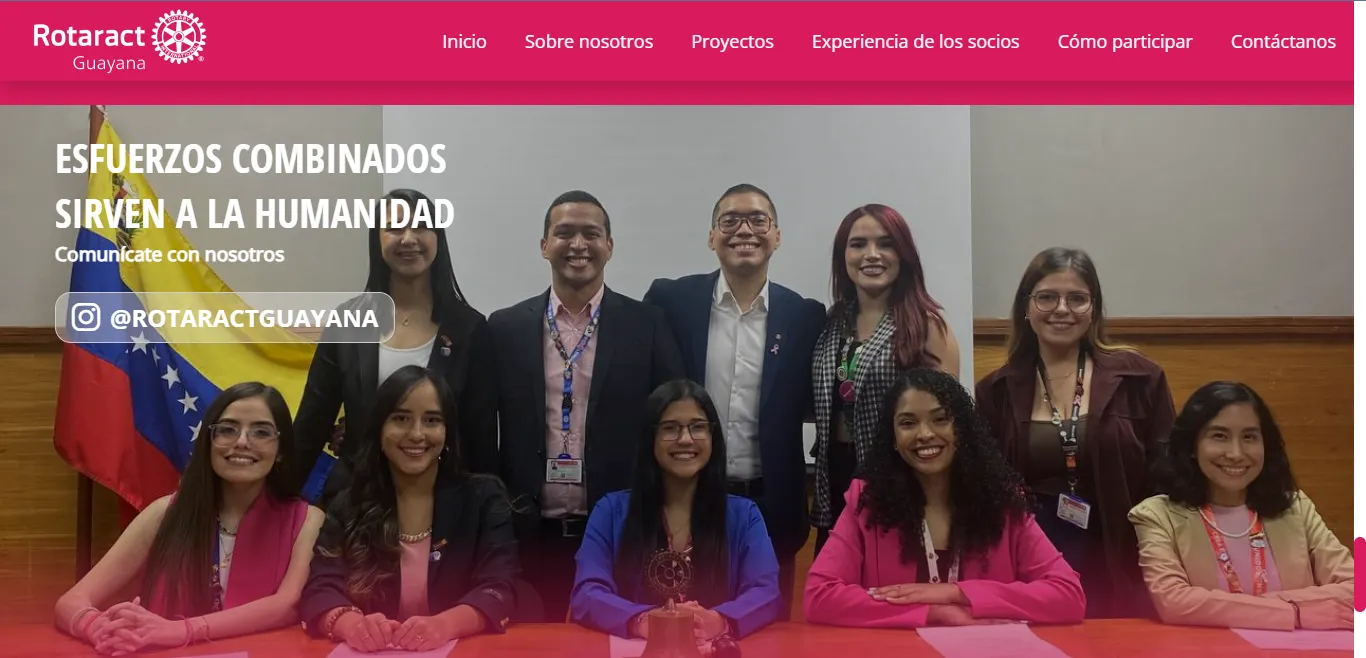 Rotaract
Guayana
Inicio
Sobre nosotros
Proyectos
Experiencia de los socios
Cómo participar
Contáctanos
ESFUERZOS COMBINADOS
SIRVEN A LA HUMANIDAD
Comunícate con nosotros
@ROTARACTGUAYANA